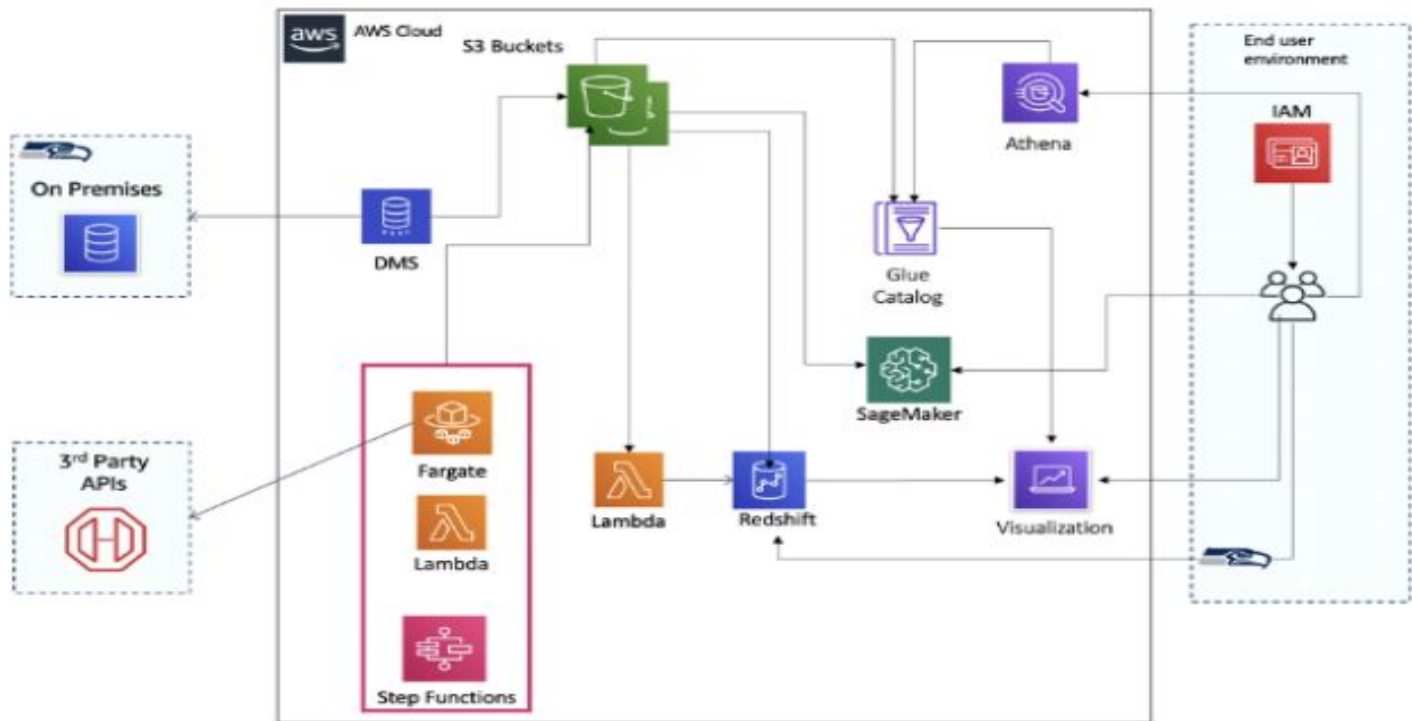 aws
AWS Cloud
S3 Buckets
End user
environment
IAM
Athena
On Premises
DMS
Glue
Catalog
SageMaker
3rd Party
APIs
Fargate
Lambda
Redshift
Visualization
Lambda
Step Functions